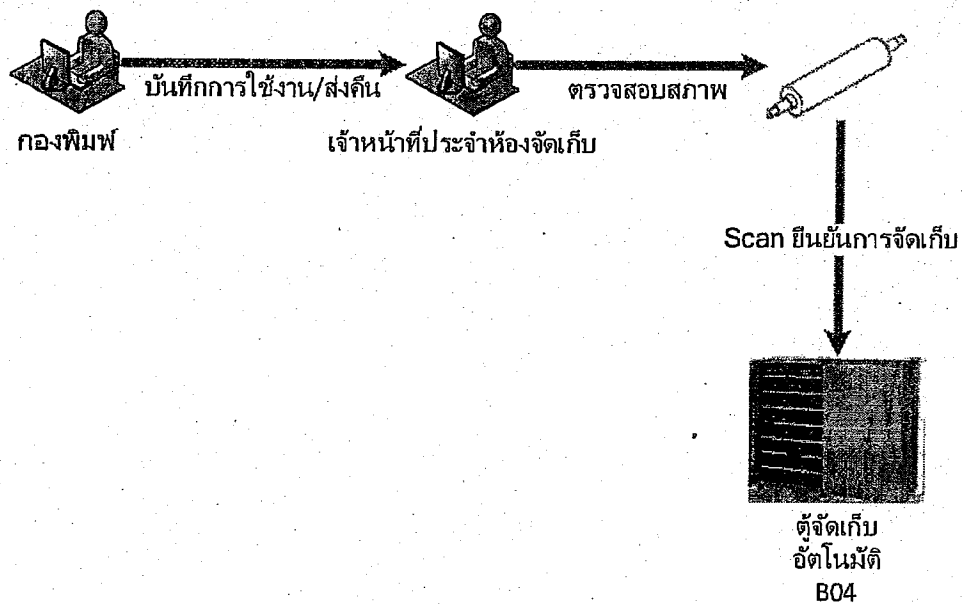 บันทึกการใช้งาน/ส่งคืน
ตรวจสอบสภาพ
กองพิมพ์
เจ้าหน้าที่ประจำห้องจัดเก็บ
Scan ยืนยันการจัดเก็บ
ตู้จัดเก็บ
อัตโนมัติ
B04